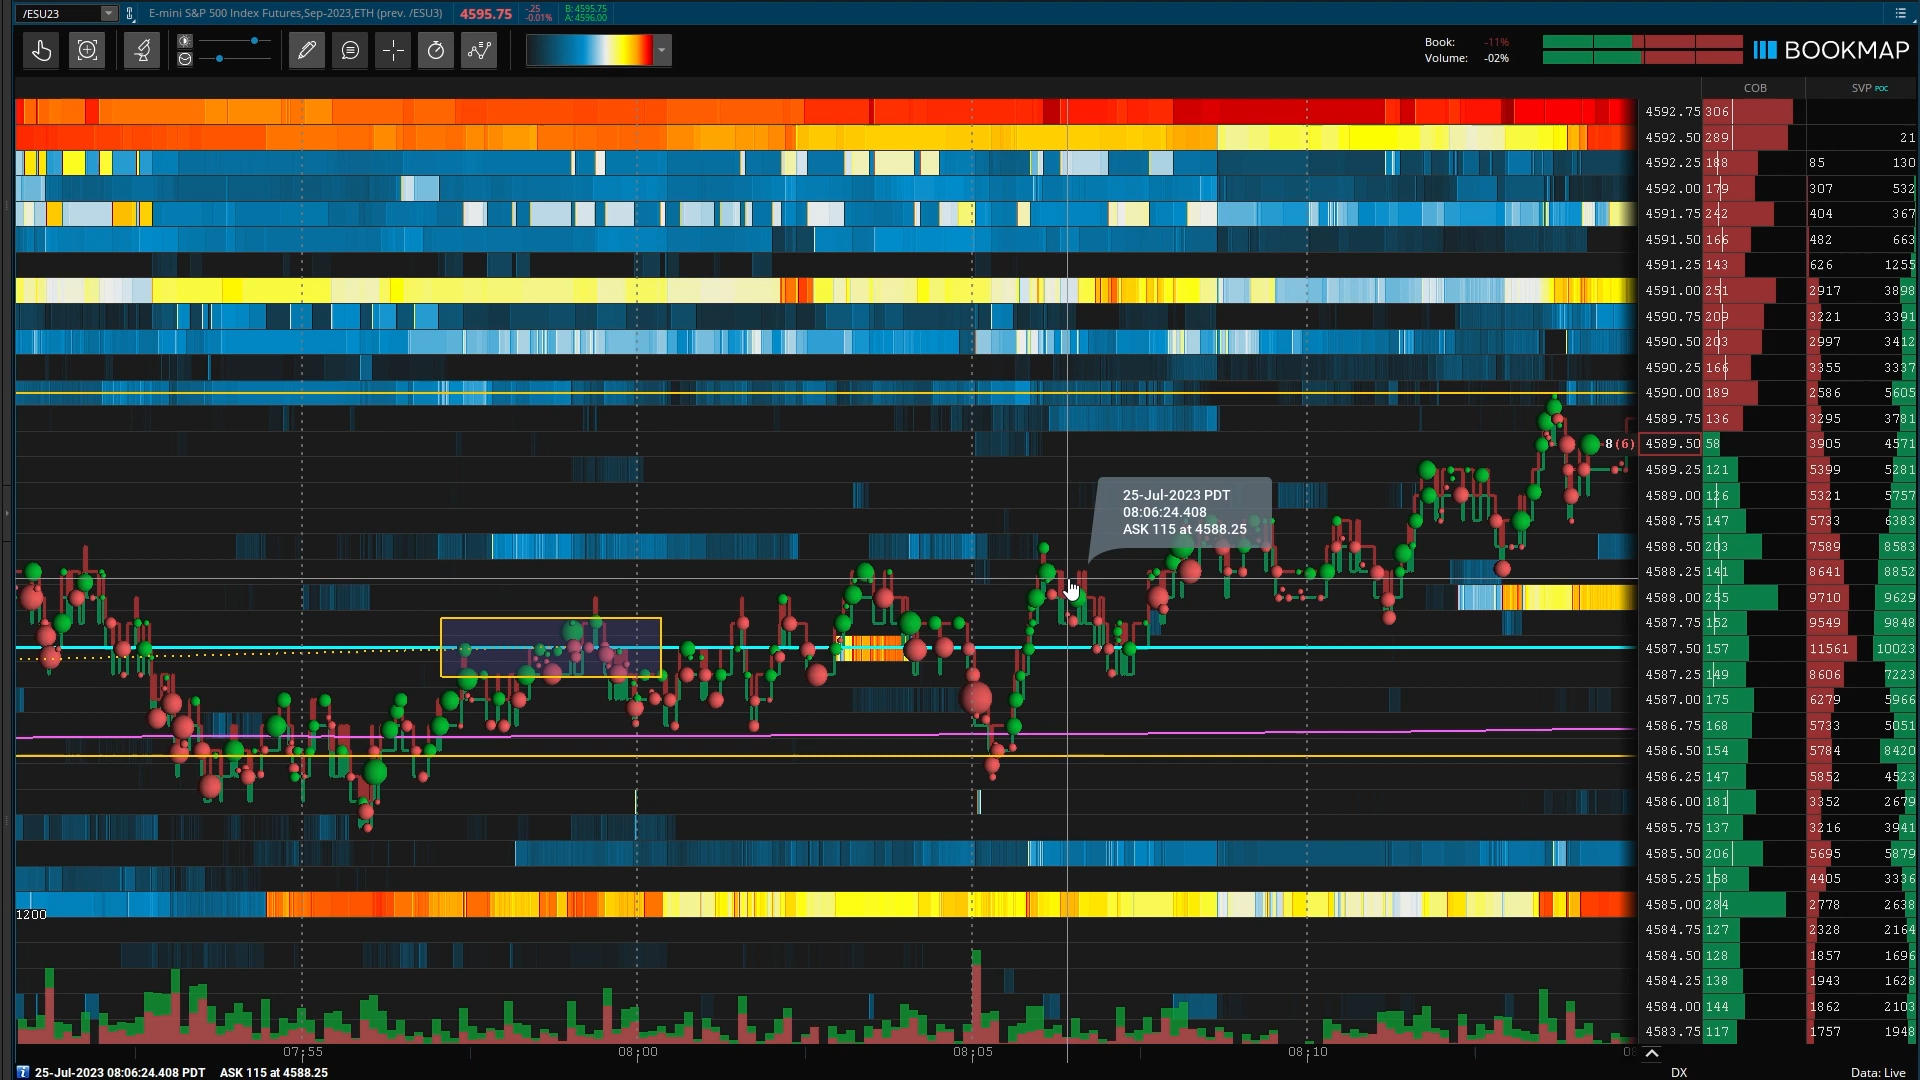 /ESU23
E-mini S&P 500 Index Futures,Sep-2023,ETH (prev. /ESU3)
4595.75
-.25
-0.01%
B: 4595.75
A: 4596.00
Book: -11%
Volume: -02%
BOOKMAP
COB SVP POC
4592.75 306
4592.50 289 21
4592.25 188 85 130
4592.00 179 307 532
4591.75 242 404 367
4591.50 166 482 663
4591.25 143 626 1255
4591.00 251 2917 3898
4590.75 209 3221 3391
4590.50 203 2997 3412
4590.25 166 3355 3337
4590.00 189 2586 5605
4589.75 136 3295 3781
8 (6) 4589.50 58 3905 4571
4589.25 121 5399 5281
4589.00 126 5321 5757
4588.75 147 5733 6383
4588.50 203 7589 8583
4588.25 141 8641 8852
4588.00 255 9710 9629
4587.75 152 9549 9848
4587.50 157 11561 10023
4587.25 149 8606 7223
4587.00 175 6279 5966
4586.75 168 5733 5051
4586.50 154 5784 8420
4586.25 147 5852 4523
4586.00 181 3352 2679
4585.75 137 3216 3941
4585.50 206 5695 5879
4585.25 158 4405 3336
4585.00 284 2778 2638
4584.75 127 2328 2164
4584.50 128 1857 1696
4584.25 138 1943 1628
4584.00 144 1862 2103
4583.75 117 1757 1948
25-Jul-2023 PDT
08:06:24.408
ASK 115 at 4588.25
1200
07:55 08:00 08:05 08:10
25-Jul-2023 08:06:24.408 PDT ASK 115 at 4588.25
DX Data: Live